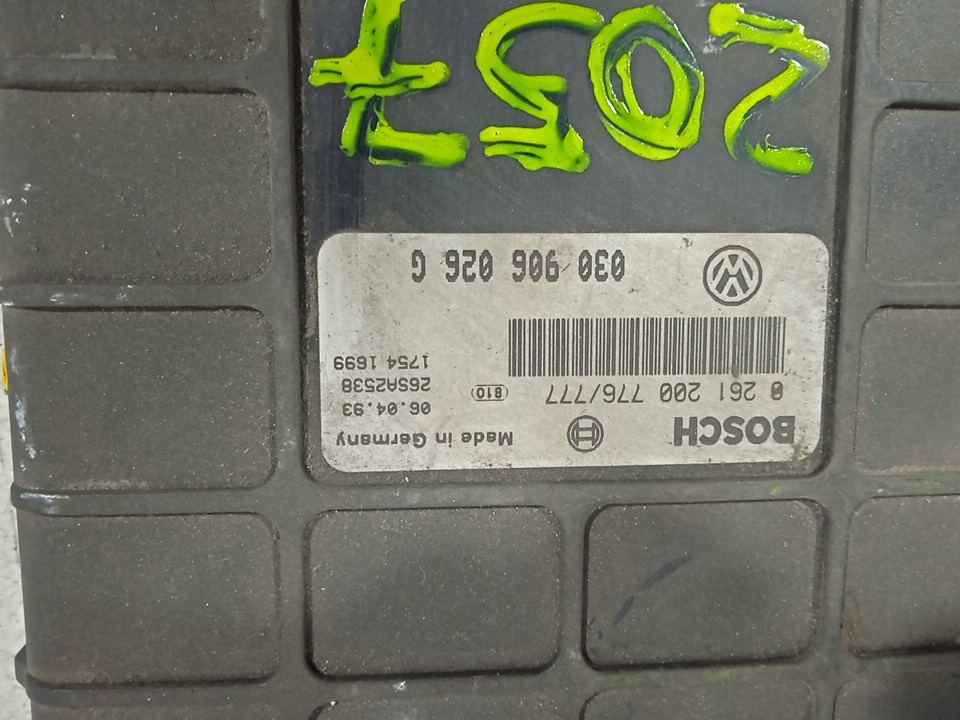 BOSCH Made in Germany
0 261 200 776/777 06.04.93
26SA2538
1754 1699
030 906 026 G
2057